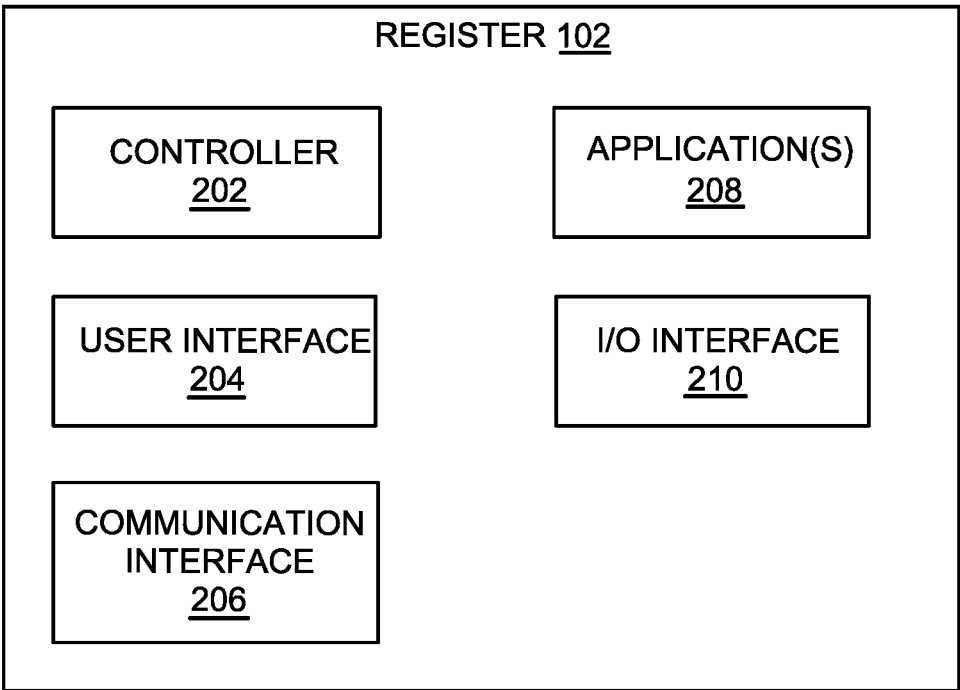 REGISTER 102
CONTROLLER
202
APPLICATION(S)
208
USER INTERFACE
204
I/O INTERFACE
210
COMMUNICATION
INTERFACE
206